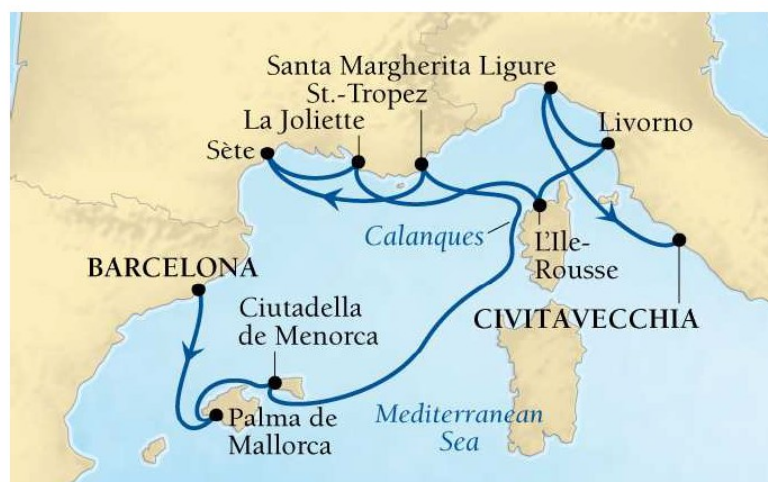 Santa Margherita Ligure
St.-Tropez
La Joliette
Livorno
Sète
Calanques
L'Ile-
Rousse
BARCELONA
Ciutadella
de Menorca
CIVITAVECCHIA
Palma de
Mallorca
Mediterranean
Sea